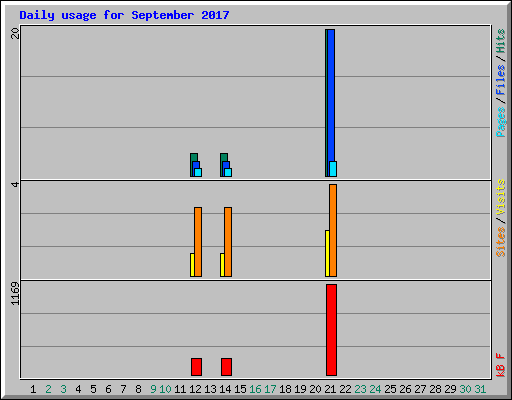 Daily usage for September 2017
20
Pages/Files/Hits
4
Sites/Visits
1169
kB F
1 2 3 4 5 6 7 8 9 10 11 12 13 14 15 16 17 18 19 20 21 22 23 24 25 26 27 28 29 30 31